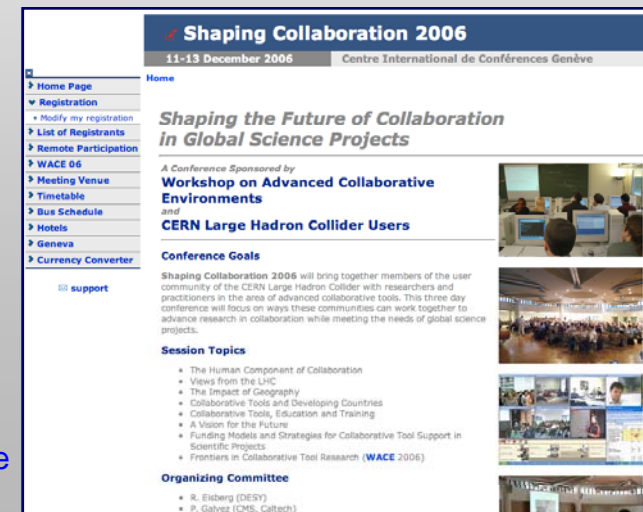 Shaping Collaboration 2006
11-13 December 2006 Centre International de Conférences Genève
Home Page
Registration
• Modify my registration
List of Registrants
Remote Participation
WACE 06
Meeting Venue
Timetable
Bus Schedule
Hotels
Geneva
Currency Converter
support
Home
Shaping the Future of Collaboration
in Global Science Projects
A Conference Sponsored by
Workshop on Advanced Collaborative
Environments
and
CERN Large Hadron Collider Users
Conference Goals
Shaping Collaboration 2006 will bring together members of the user
community of the CERN Large Hadron Collider with researchers and
practitioners in the area of advanced collaborative tools. This three day
conference will focus on ways these communities can work together to
advance research in collaboration while meeting the needs of global science
projects.
Session Topics
• The Human Component of Collaboration
• Views from the LHC
• The Impact of Geography
• Collaborative Tools and Developing Countries
• Collaborative Tools, Education and Training
• A Vision for the Future
• Funding Models and Strategies for Collaborative Tool Support in
Scientific Projects
• Frontiers in Collaborative Tool Research (WACE 2006)
Organizing Committee
• R. Eisberg (DESY)
• P. Galvez (CMS, Caltech)
e